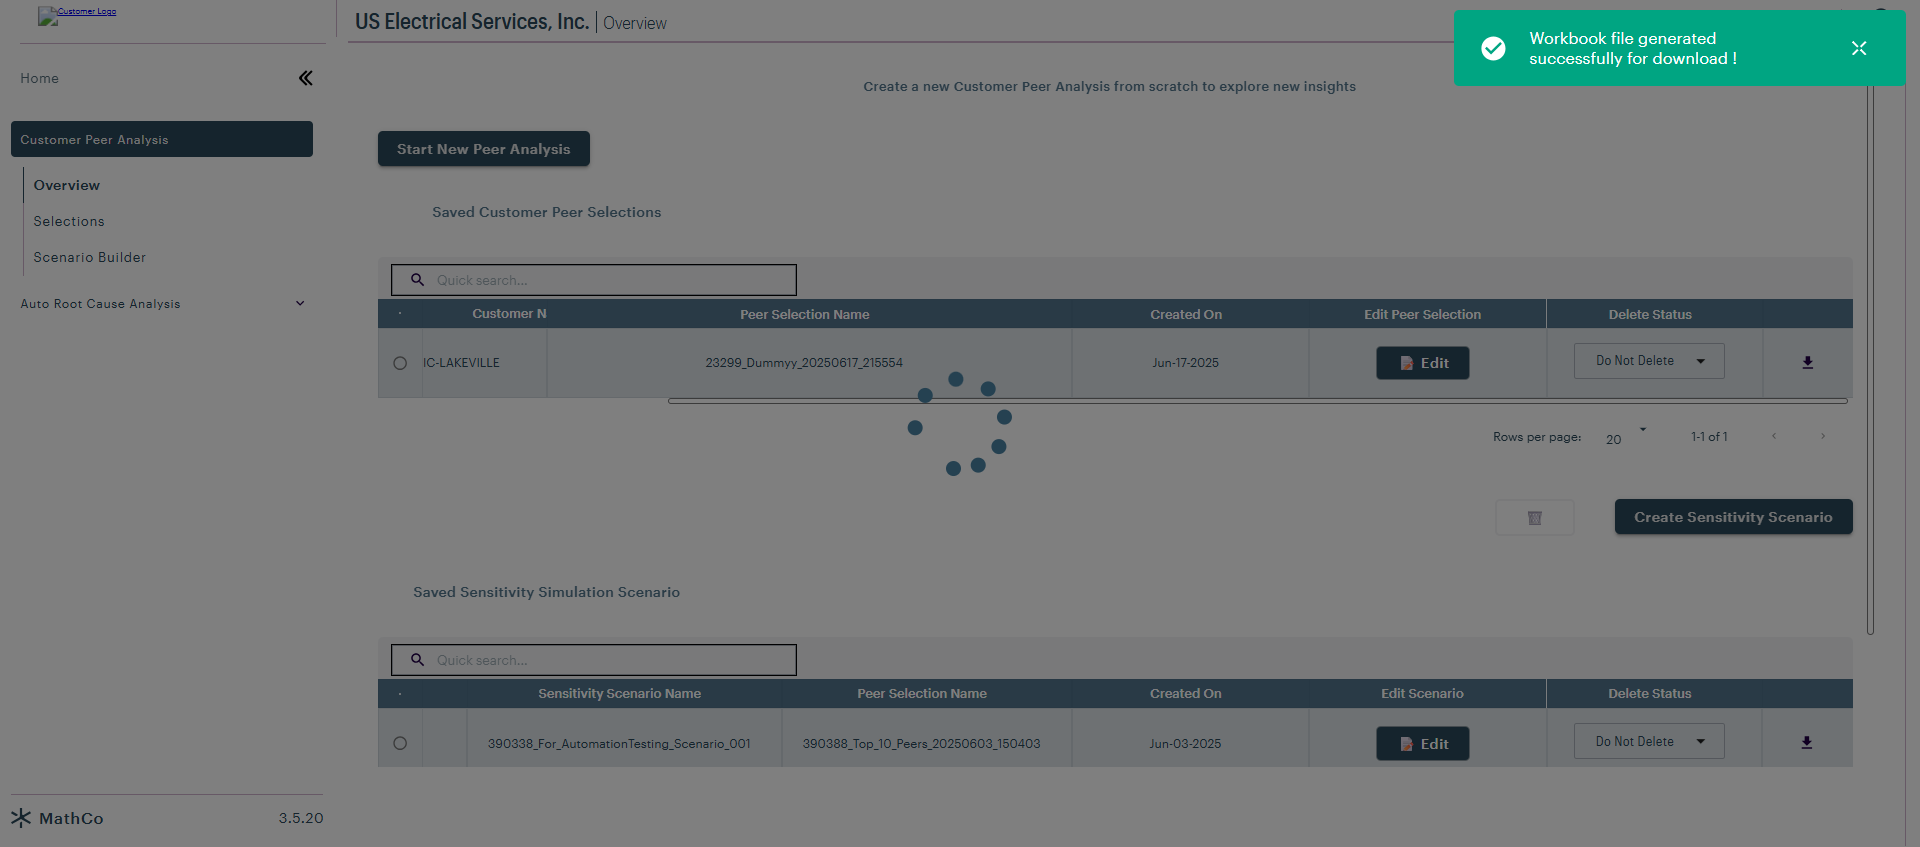 Customer Logo
US Electrical Services, Inc. | Overview
Workbook file generated
successfully for download !
Home
Create a new Customer Peer Analysis from scratch to explore new insights
Customer Peer Analysis
Start New Peer Analysis
Overview
Selections
Scenario Builder
Auto Root Cause Analysis
Saved Customer Peer Selections
Quick search...
Customer N Peer Selection Name Created On Edit Peer Selection Delete Status
IC-LAKEVILLE 23299_Dummyy_20250617_215554 Jun-17-2025 Edit Do Not Delete
Rows per page: 20 1-1 of 1
Create Sensitivity Scenario
Saved Sensitivity Simulation Scenario
Quick search...
Sensitivity Scenario Name Peer Selection Name Created On Edit Scenario Delete Status
390338_For_AutomationTesting_Scenario_001 390388_Top_10_Peers_20250603_150403 Jun-03-2025 Edit Do Not Delete
MathCo 3.5.20